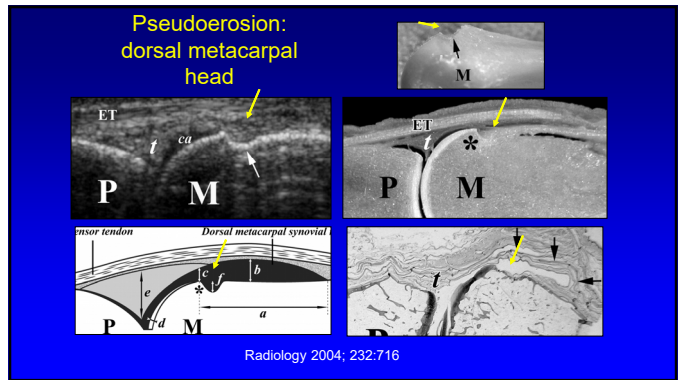 Pseudoerosion:
dorsal metacarpal
head
M
ET
t
ca
P
M
ET
t
*
P
M
ensor tendon
Dorsal metacarpal synovial
c
b
f
e
*
a
d
P
M
t
Radiology 2004; 232:716